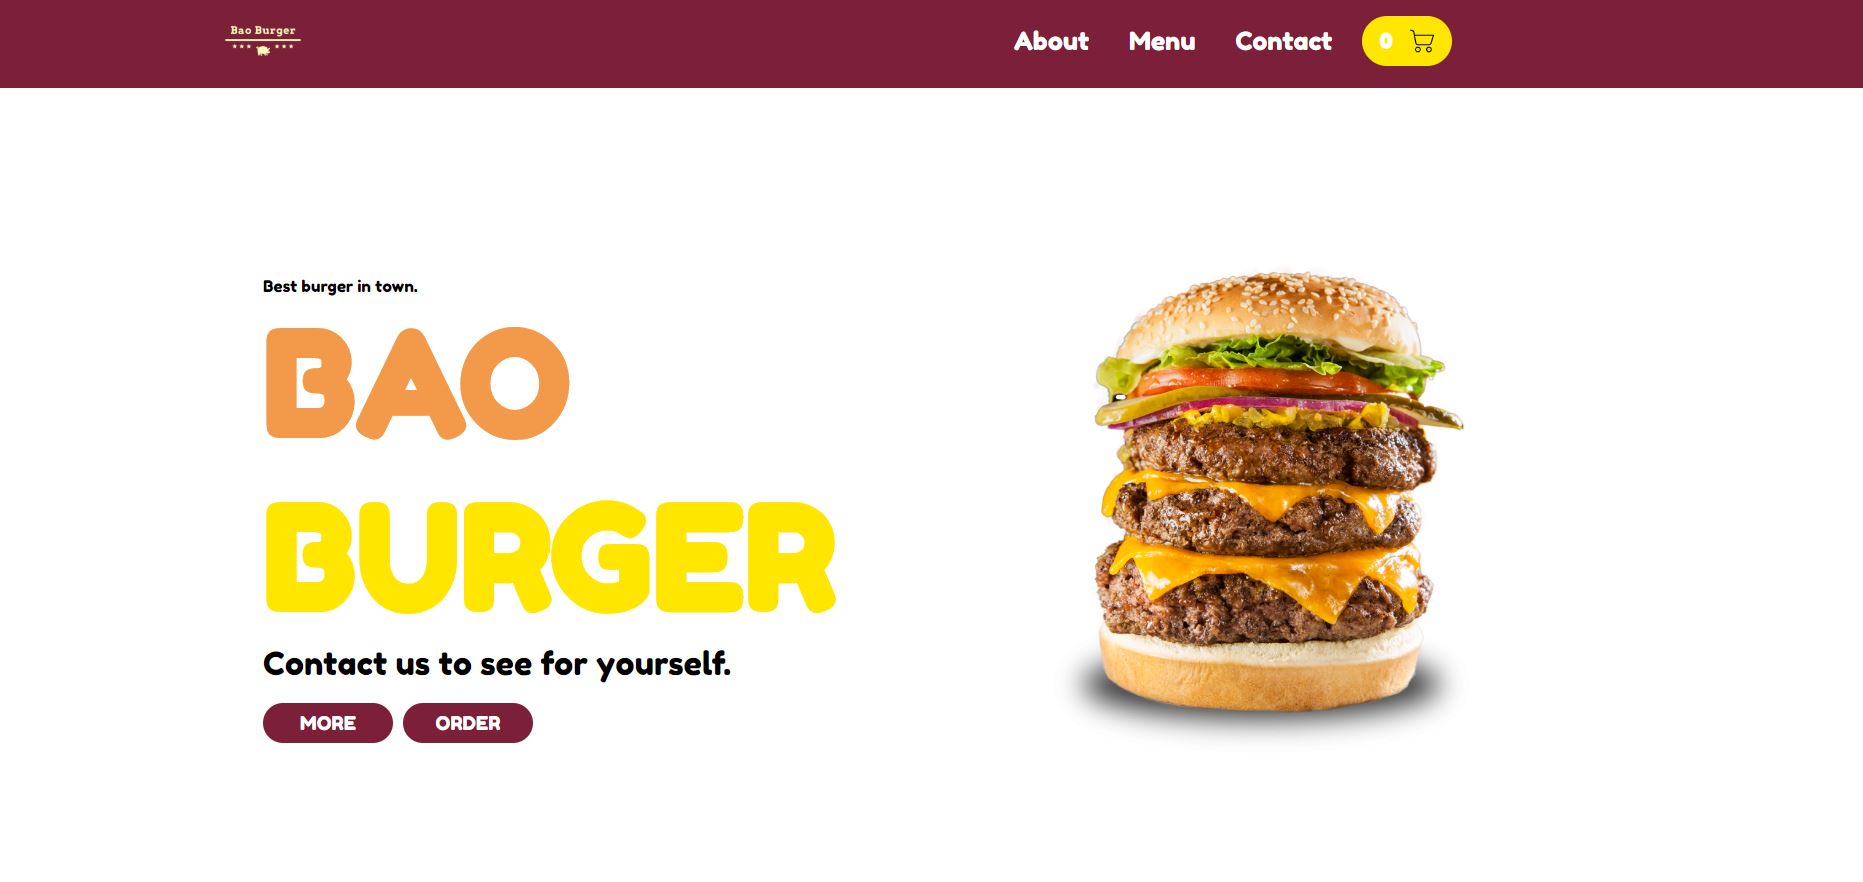 Bao Burger
About Menu Contact 0
Best burger in town.
BAO
BURGER
Contact us to see for yourself.
MORE ORDER